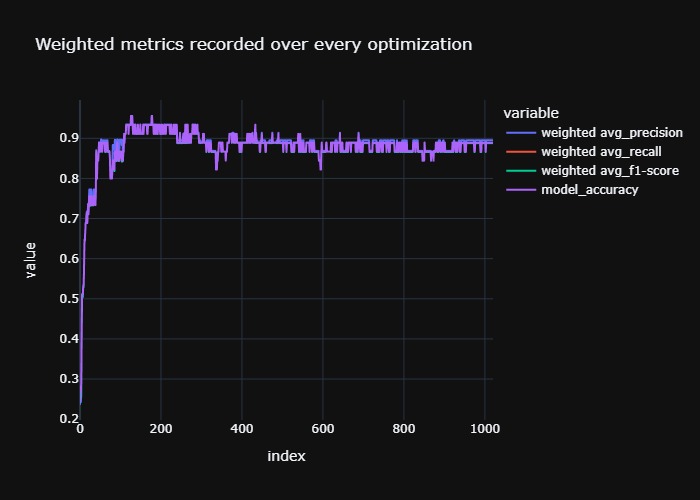 Weighted metrics recorded over every optimization
variable
weighted avg_precision
weighted avg_recall
weighted avg_f1-score
model_accuracy
value
0.9
0.8
0.7
0.6
0.5
0.4
0.3
0.2
0 200 400 600 800 1000
index